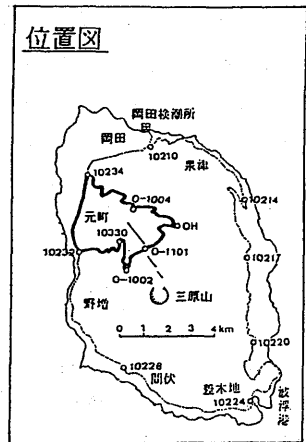 位置図
岡田検潮所
岡田
10210
泉津
10234
O-1004
10214
元町
OH
10330
10232
O-1101
10217
O-1002
野増
三原山
0 1 2 3 4km
10220
10228
間伏
差木地
波浮港
10224